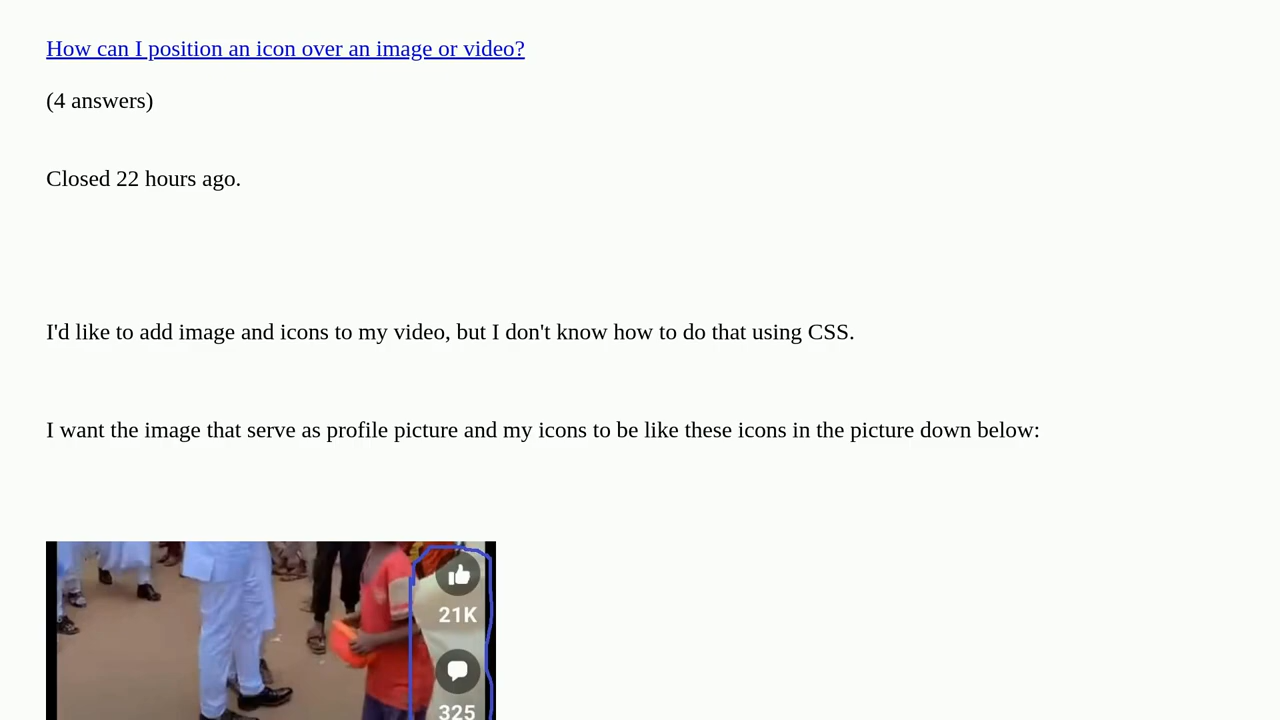 How can I position an icon over an image or video?
(4 answers)
Closed 22 hours ago.
I'd like to add image and icons to my video, but I don't know how to do that using CSS.
I want the image that serve as profile picture and my icons to be like these icons in the picture down below:
21K
325